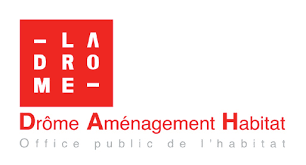 –LA
DRO
ME–
Drôme Aménagement Habitat
Office public de l'habitat